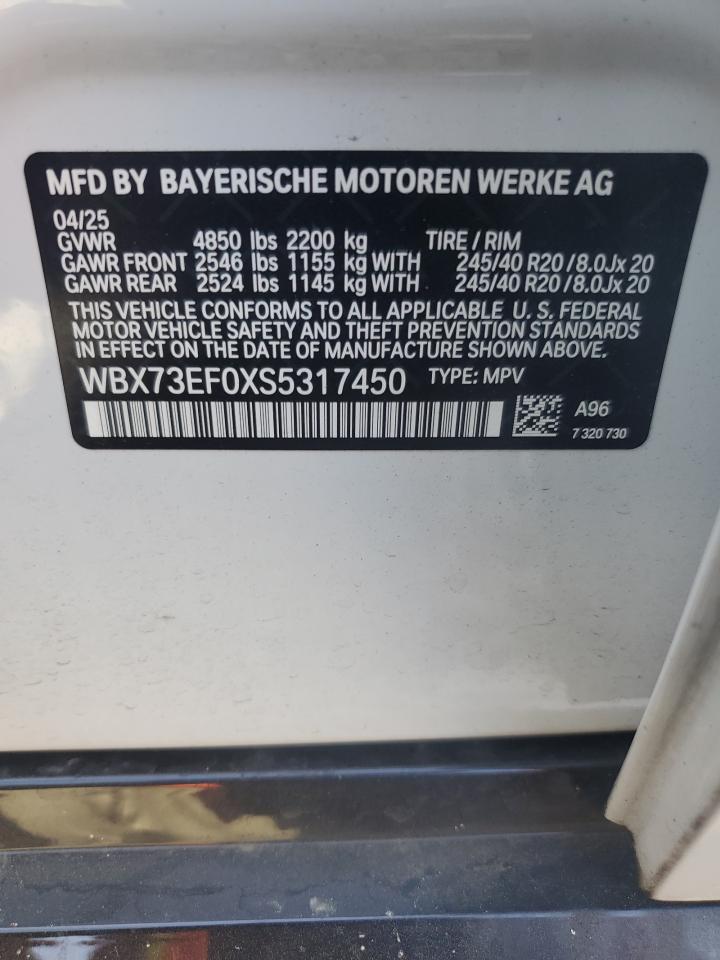 MFD BY BAYERISCHE MOTOREN WERKE AG
04/25
GVWR 4850 lbs 2200 kg TIRE / RIM
GAWR FRONT 2546 lbs 1155 kg WITH 245/40 R20 / 8.0Jx 20
GAWR REAR 2524 lbs 1145 kg WITH 245/40 R20 / 8.0Jx 20
THIS VEHICLE CONFORMS TO ALL APPLICABLE U. S. FEDERAL
MOTOR VEHICLE SAFETY AND THEFT PREVENTION STANDARDS
IN EFFECT ON THE DATE OF MANUFACTURE SHOWN ABOVE.
WBX73EF0XS5317450 TYPE: MPV
A96
7 320 730